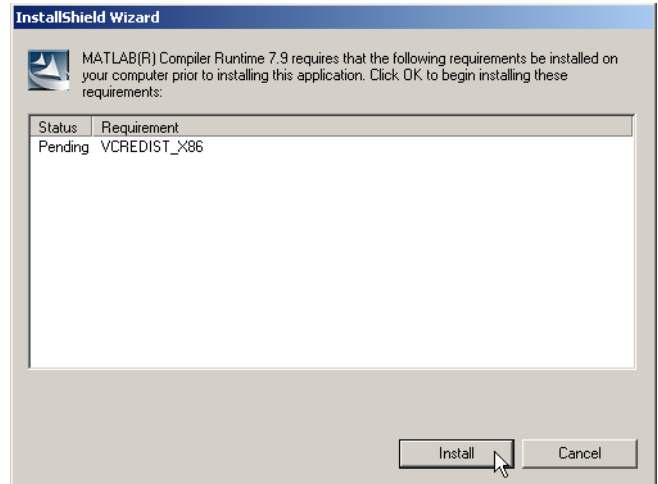 InstallShield Wizard
MATLAB(R) Compiler Runtime 7.9 requires that the following requirements be installed on
your computer prior to installing this application. Click OK to begin installing these
requirements:
Status Requirement
Pending VCREDIST_X86
Install Cancel